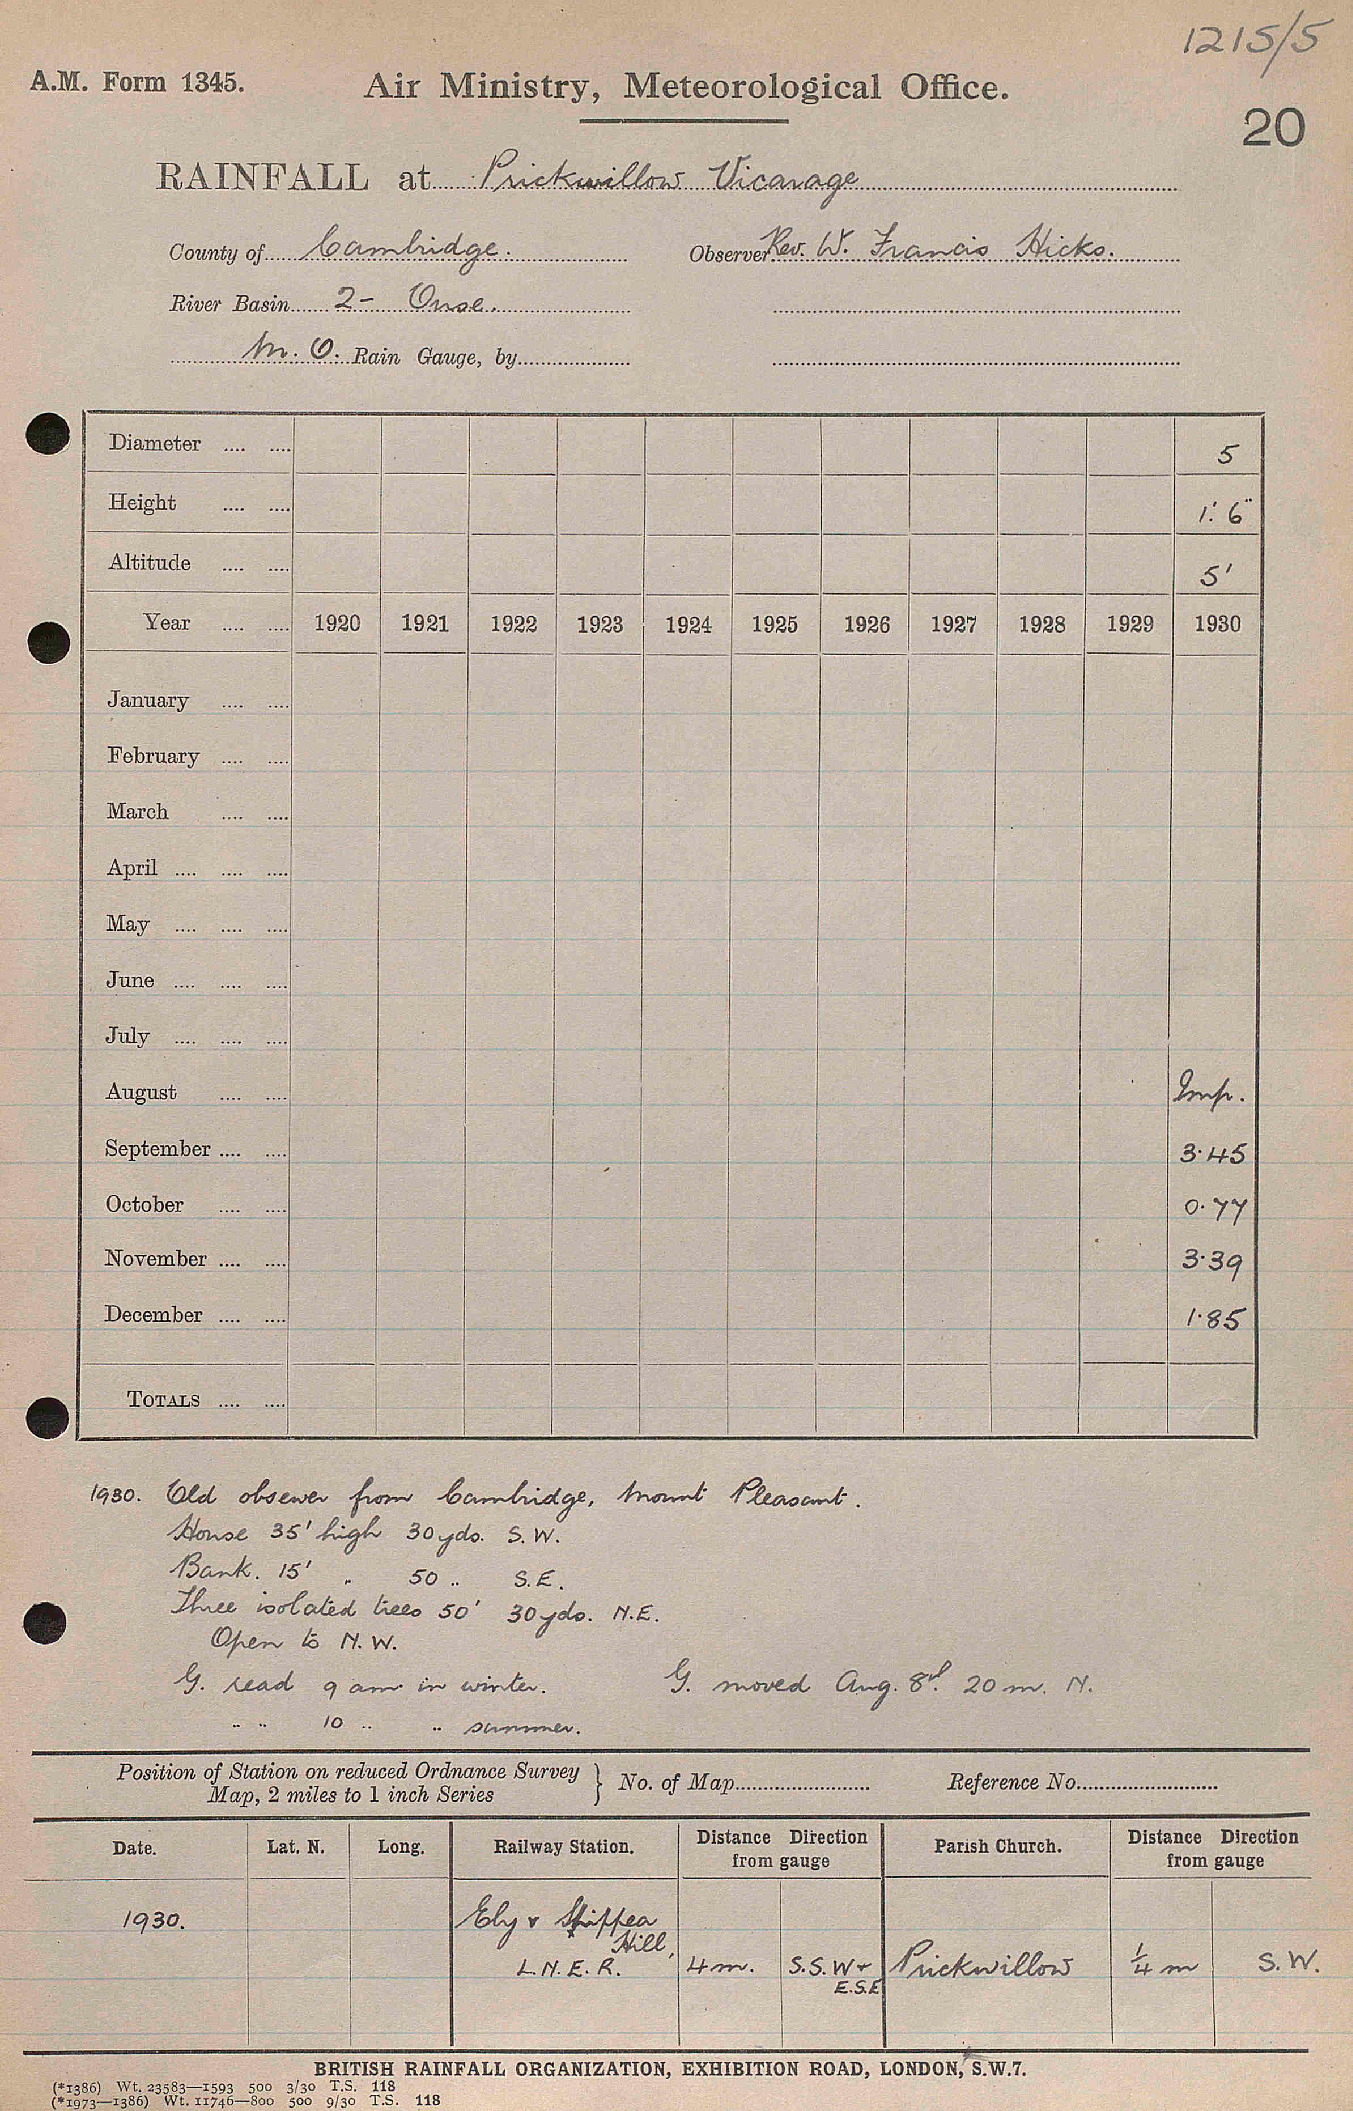 1215/5
A.M. Form 1345. Air Ministry, Meteorological Office.
20
RAINFALL at Prickwillow Vicarage
County of Cambridge. Observer Rev. W. Francis Hicks.
River Basin 2- Ouse.
M.O. Rain Gauge, by
Diameter 5
Height 1' 6"
Altitude 5'
Year 1920 1921 1922 1923 1924 1925 1926 1927 1928 1929 1930
January
February
March
April
May
June
July
August Imp.
September 3·45
October 0·77
November 3·39
December 1·85
TOTALS
1930. Old observer from Cambridge, Mount Pleasant.
House 35' high 30 yds. S.W.
Bank. 15' " 50 " S.E.
Three isolated trees 50' 30 yds. N.E.
Open to N.W.
G. read 9 am in winter. G. moved Aug. 8th. 20 m. N.
" " 10 " " summer.
Position of Station on reduced Ordnance Survey
Map, 2 miles to 1 inch Series } No. of Map Reference No.
Date. Lat. N. Long. Railway Station. Distance Direction from gauge Parish Church. Distance Direction from gauge
1930. Ely & Shippea
Hill,
L.N.E.R. 4 m. S.S.W + Prickwillow 1/4 m S.W.
E.S.E
BRITISH RAINFALL ORGANIZATION, EXHIBITION ROAD, LONDON, S.W.7.
(*1386) Wt. 23583—1593 500 3/30 T.S. 118
(*1973—1386) Wt. 11746—800 500 9/30 T.S. 118